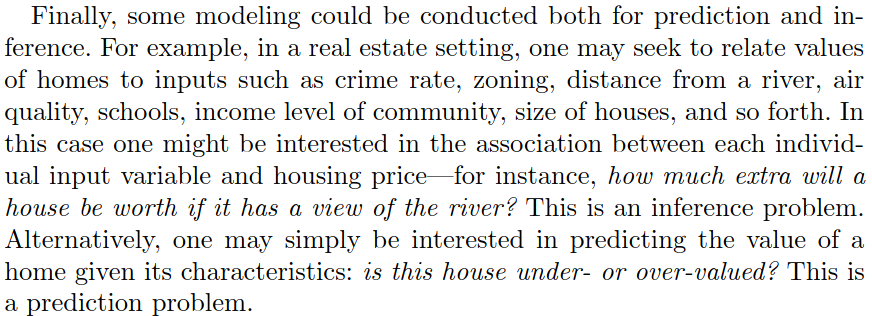 Finally, some modeling could be conducted both for prediction and in-
ference. For example, in a real estate setting, one may seek to relate values
of homes to inputs such as crime rate, zoning, distance from a river, air
quality, schools, income level of community, size of houses, and so forth. In
this case one might be interested in the association between each individ-
ual input variable and housing price—for instance, how much extra will a
house be worth if it has a view of the river? This is an inference problem.
Alternatively, one may simply be interested in predicting the value of a
home given its characteristics: is this house under- or over-valued? This is
a prediction problem.